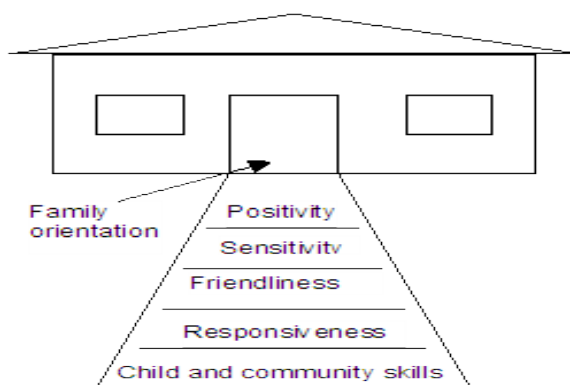 Family
orientation
Positivity
Sensitivity
Friendliness
Responsiveness
Child and community skills